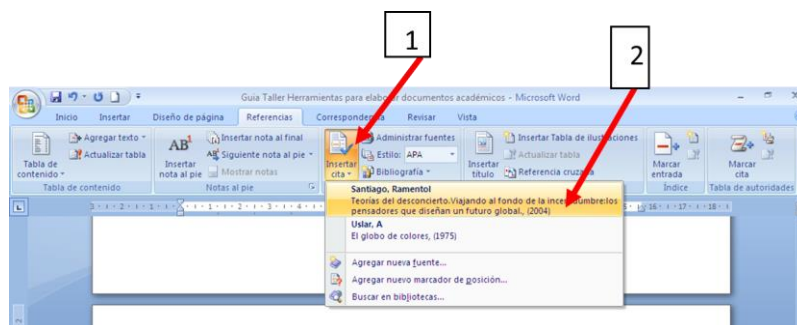 1
2
Guia Taller Herramientas para elaborar documentos académicos - Microsoft Word
Inicio Insertar Diseño de página Referencias Correspondencia Revisar Vista
Tabla de contenido
Agregar texto
Actualizar tabla
Tabla de contenido
AB¹
Insertar nota al pie
Insertar nota al final
Siguiente nota al pie
Mostrar notas
Notas al pie
Insertar cita
Administrar fuentes
Estilo: APA
Bibliografía
Insertar título
Insertar Tabla de ilustraciones
Actualizar tabla
Referencia cruzada
Marcar entrada
Índice
Marcar cita
Tabla de autoridades
Santiago, Ramentol
Teorías del desconcierto.Viajando al fondo de la incertidumbre:los
pensadores que diseñan un futuro global., (2004)
Uslar, A
El globo de colores, (1975)
Agregar nueva fuente...
Agregar nuevo marcador de posición...
Buscar en bibliotecas...